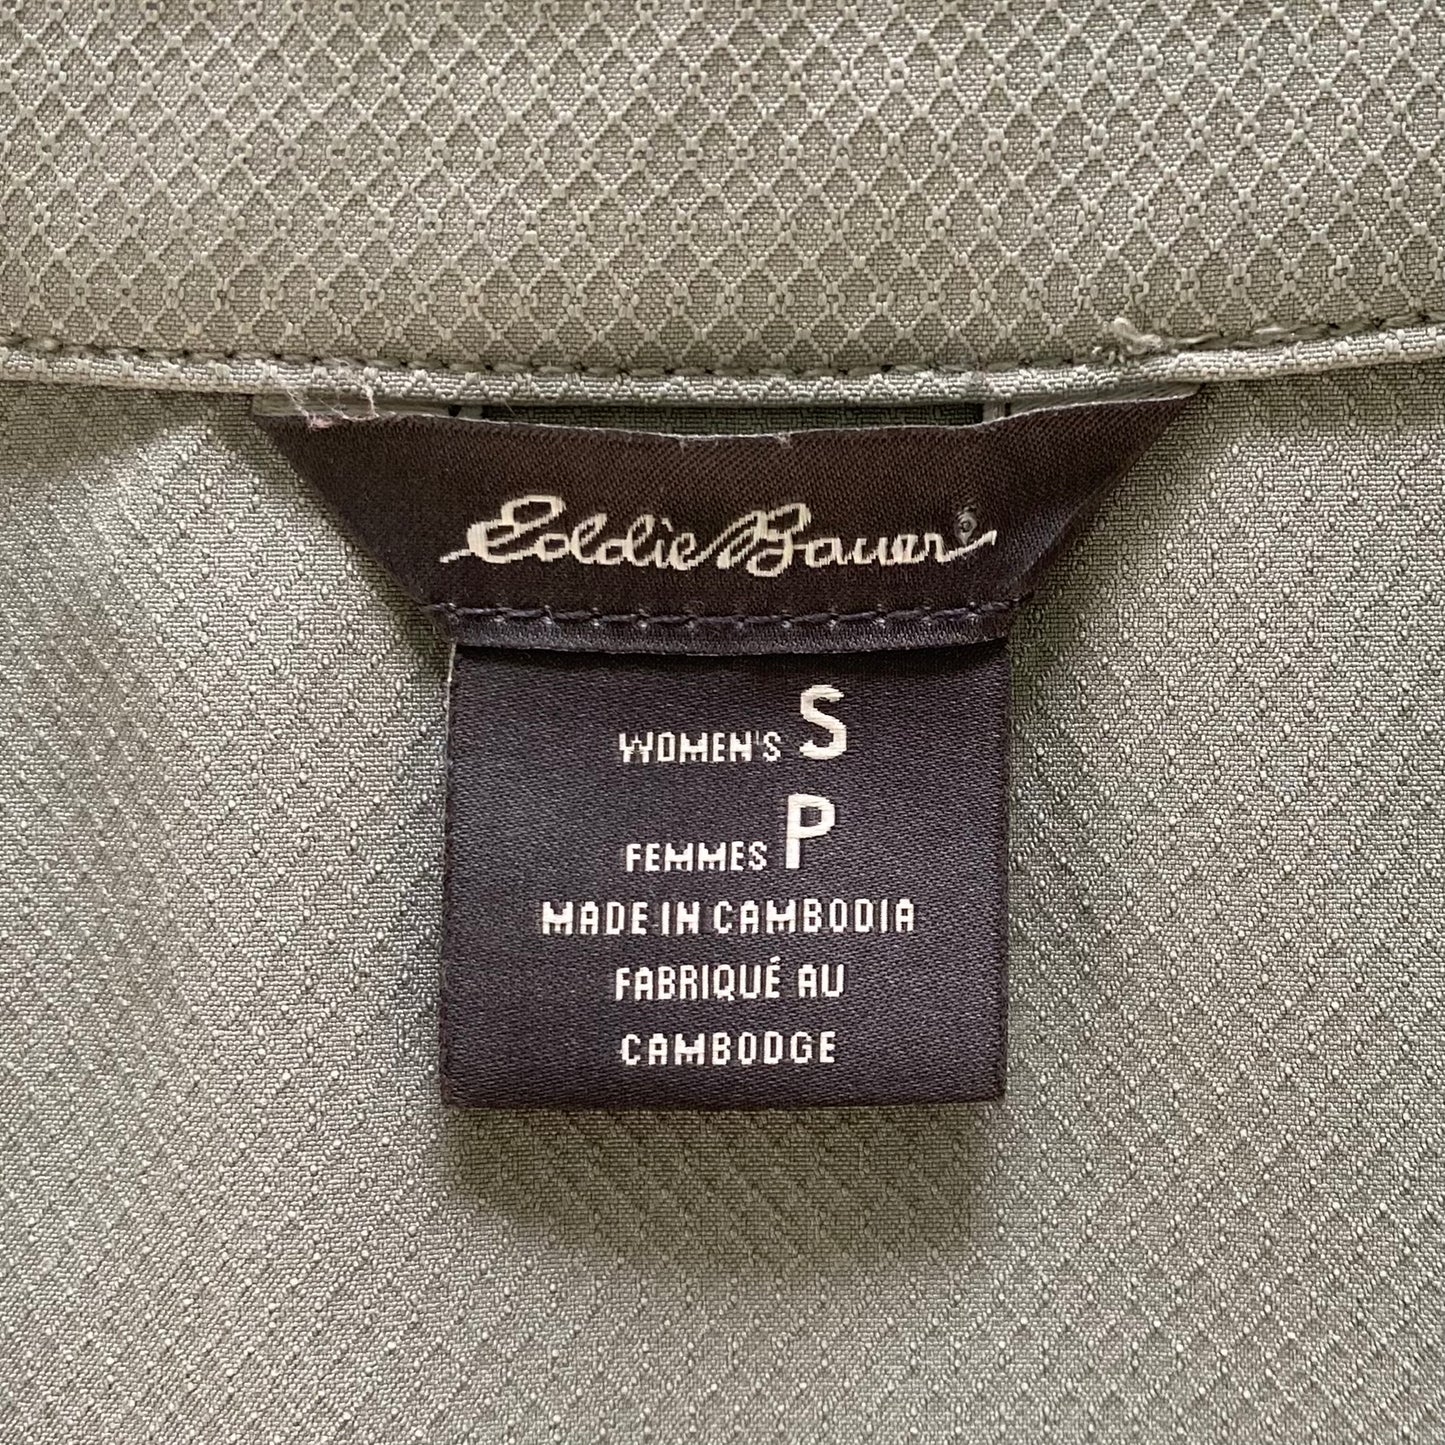 Eddie Bauer
WOMEN'S S
FEMMES P
MADE IN CAMBODIA
FABRIQUÉ AU
CAMBODGE